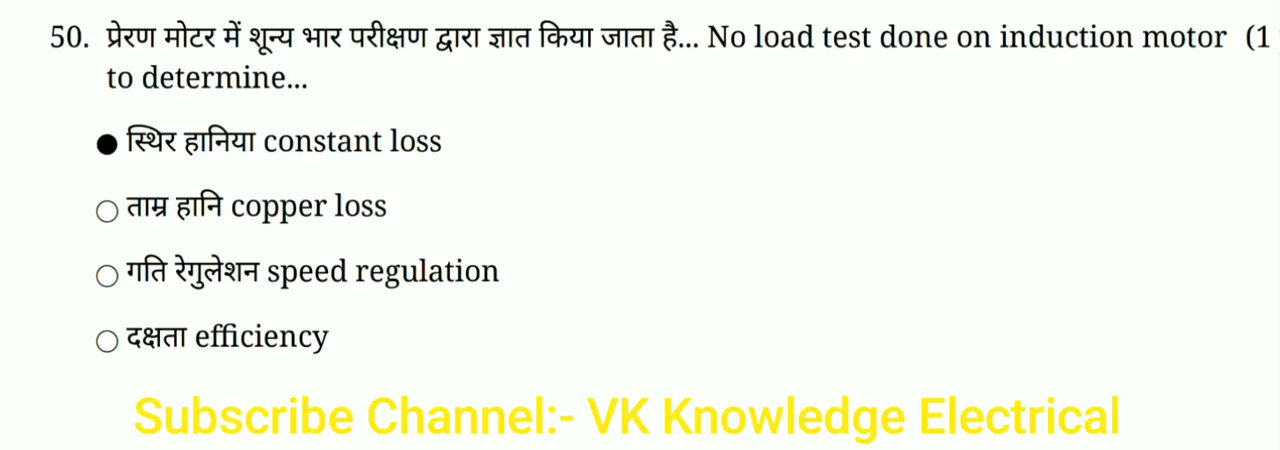 50. प्रेरण मोटर में शून्य भार परीक्षण द्वारा ज्ञात किया जाता है... No load test done on induction motor (1
to determine...
स्थिर हानिया constant loss
ताम्र हानि copper loss
गति रेगुलेशन speed regulation
दक्षता efficiency
Subscribe Channel:- VK Knowledge Electrical